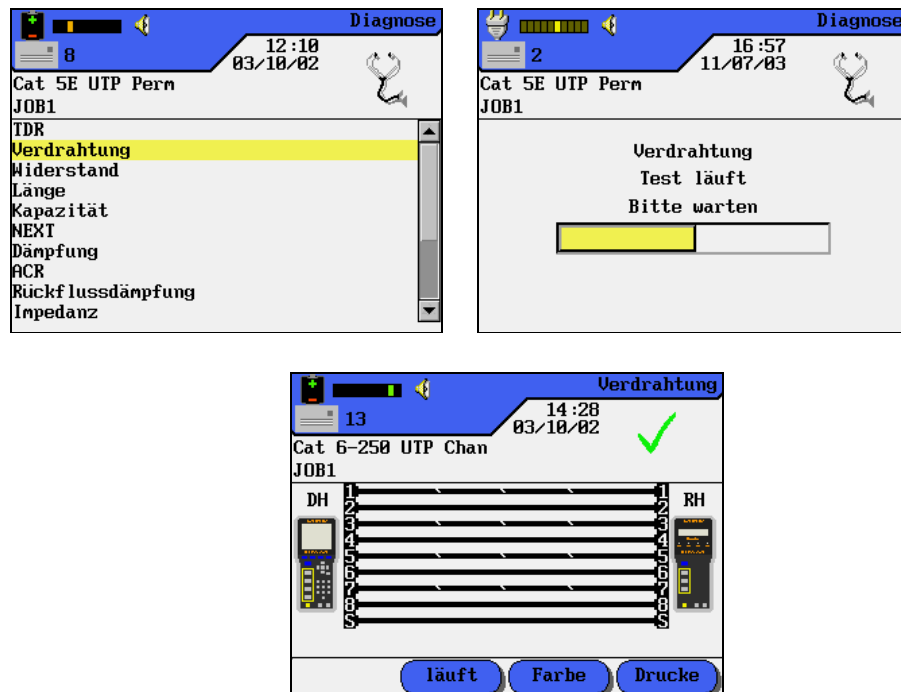 Diagnose
8
12:10
03/10/02
Cat 5E UTP Perm
JOB1
TDR
Verdrahtung
Widerstand
Länge
Kapazität
NEXT
Dämpfung
ACR
Rückflussdämpfung
Impedanz
Diagnose
2
16:57
11/07/03
Cat 5E UTP Perm
JOB1
Verdrahtung
Test läuft
Bitte warten
Verdrahtung
13
14:28
03/10/02
Cat 6-250 UTP Chan
JOB1
DH
RH
1 1
2 2
3 3
4 4
5 5
6 6
7 7
8 8
S S
läuft Farbe Drucke